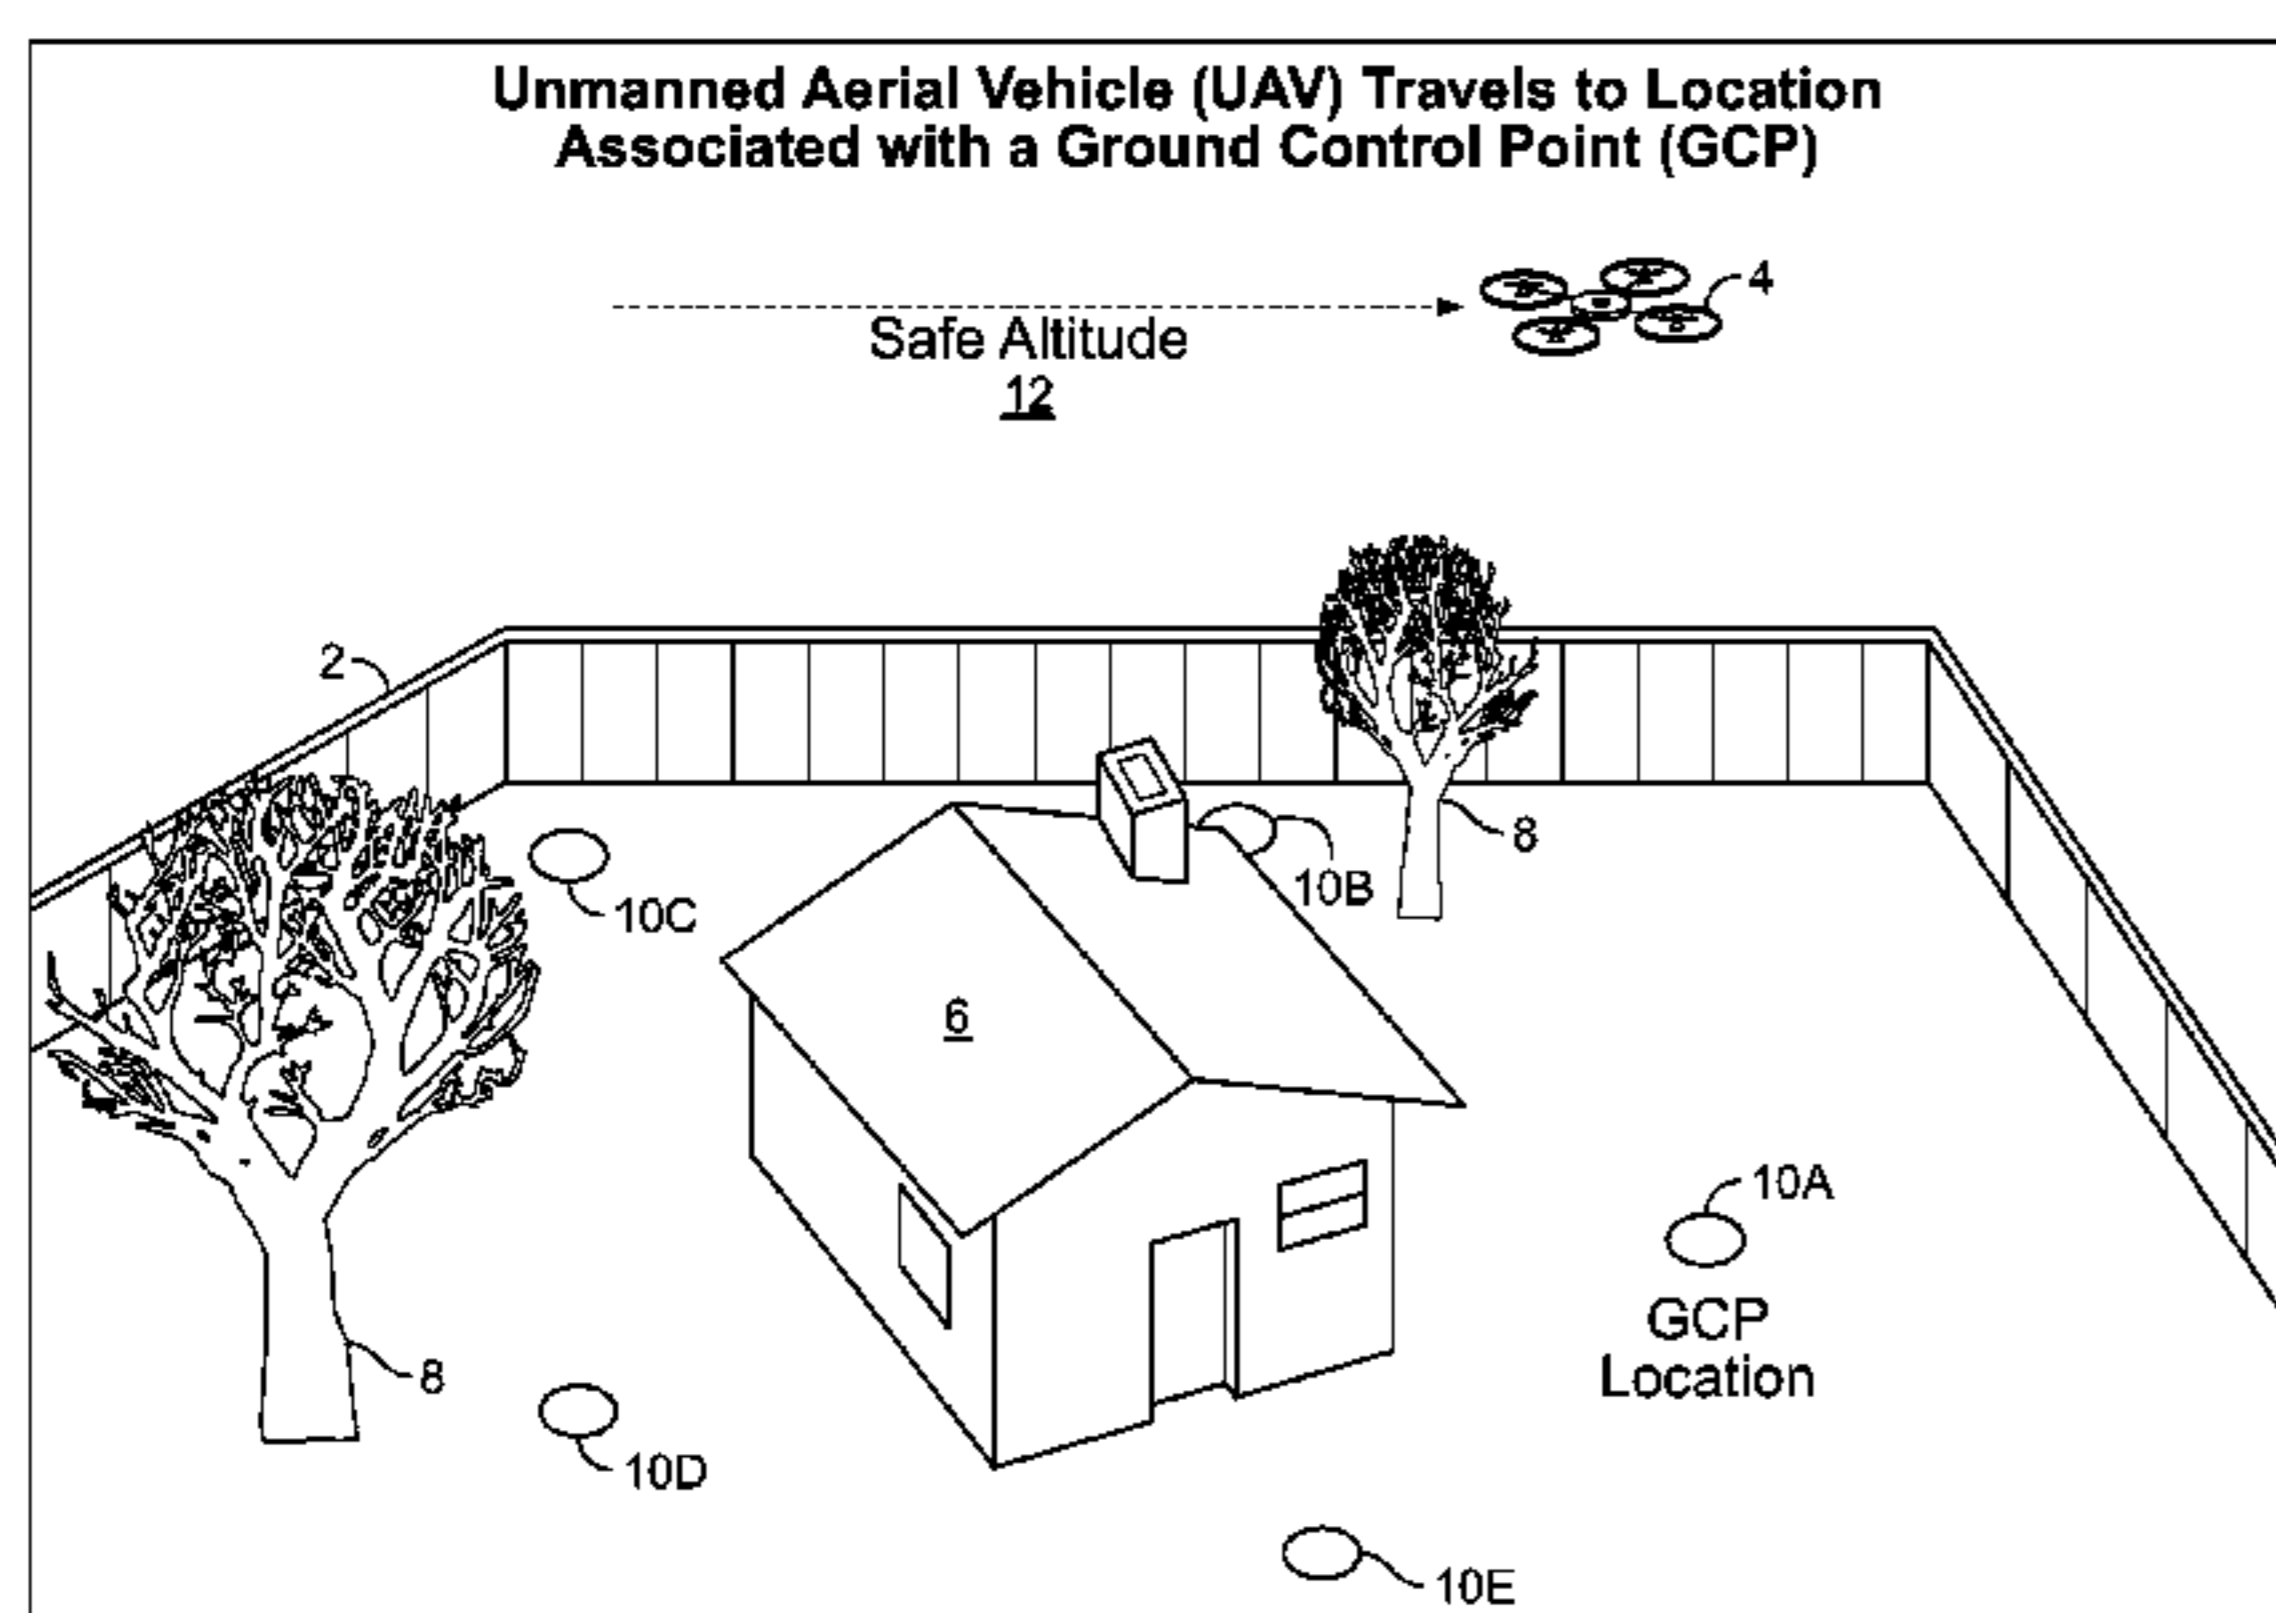 Unmanned Aerial Vehicle (UAV) Travels to Location
Associated with a Ground Control Point (GCP)
4
Safe Altitude
12
2
8
10B
10C
6
10A
GCP
Location
8
10D
10E